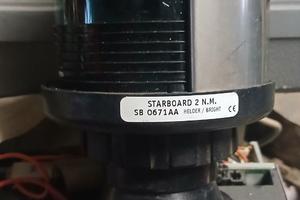 STARBOARD 2 N.M.
SB 0671AA HELDER / BRIGHT CE